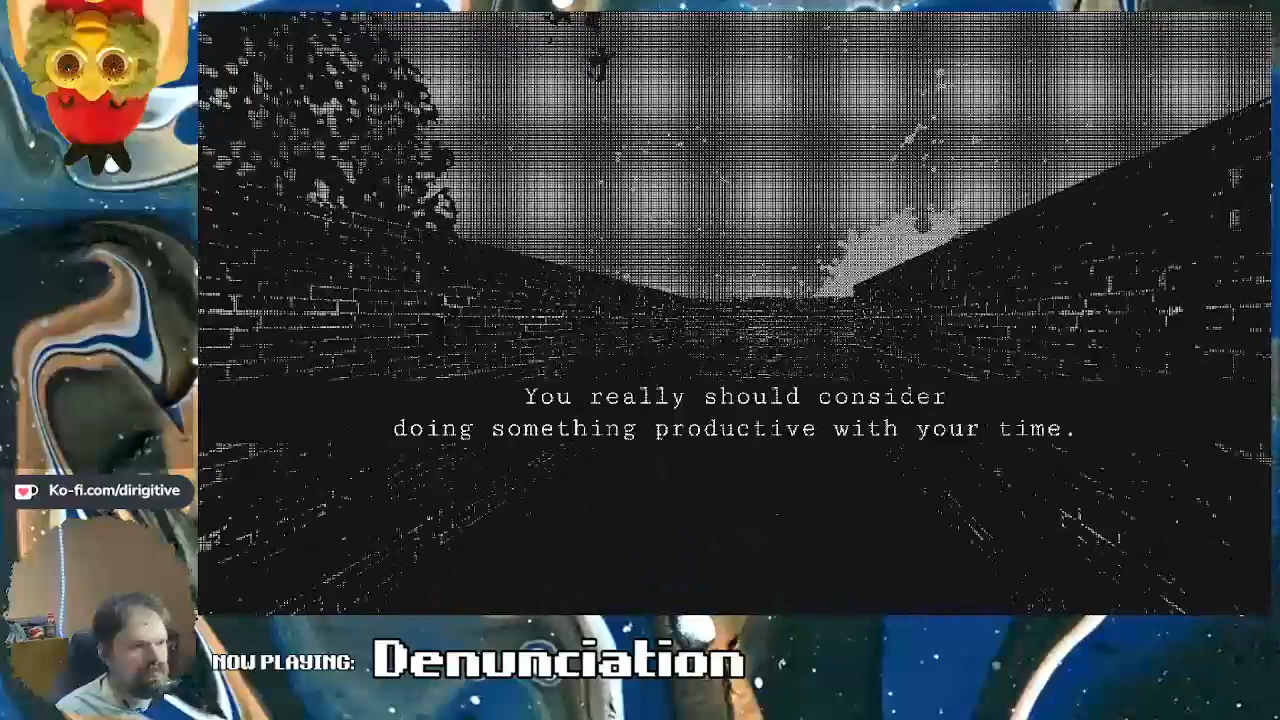 You really should consider
doing something productive with your time.
Ko-fi.com/dirigitive
NOW PLAYING: Denunciation